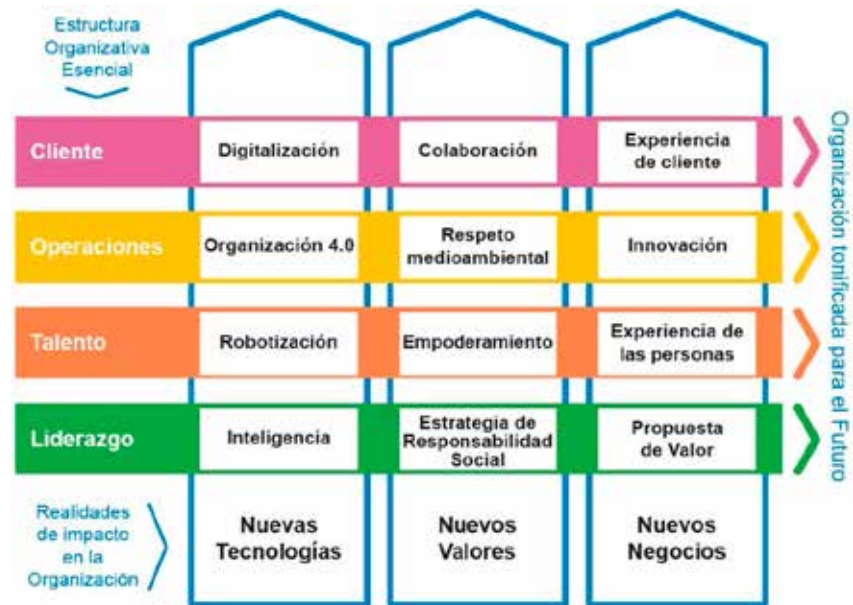 Estructura
Organizativa
Esencial
Cliente
Digitalización
Colaboración
Experiencia
de cliente
Operaciones
Organización 4.0
Respeto
medioambiental
Innovación
Talento
Robotización
Empoderamiento
Experiencia de
las personas
Liderazgo
Inteligencia
Estrategia de
Responsabilidad
Social
Propuesta
de Valor
Realidades
de impacto
en la
Organización
Nuevas
Tecnologías
Nuevos
Valores
Nuevos
Negocios
Organización tonificada para el Futuro